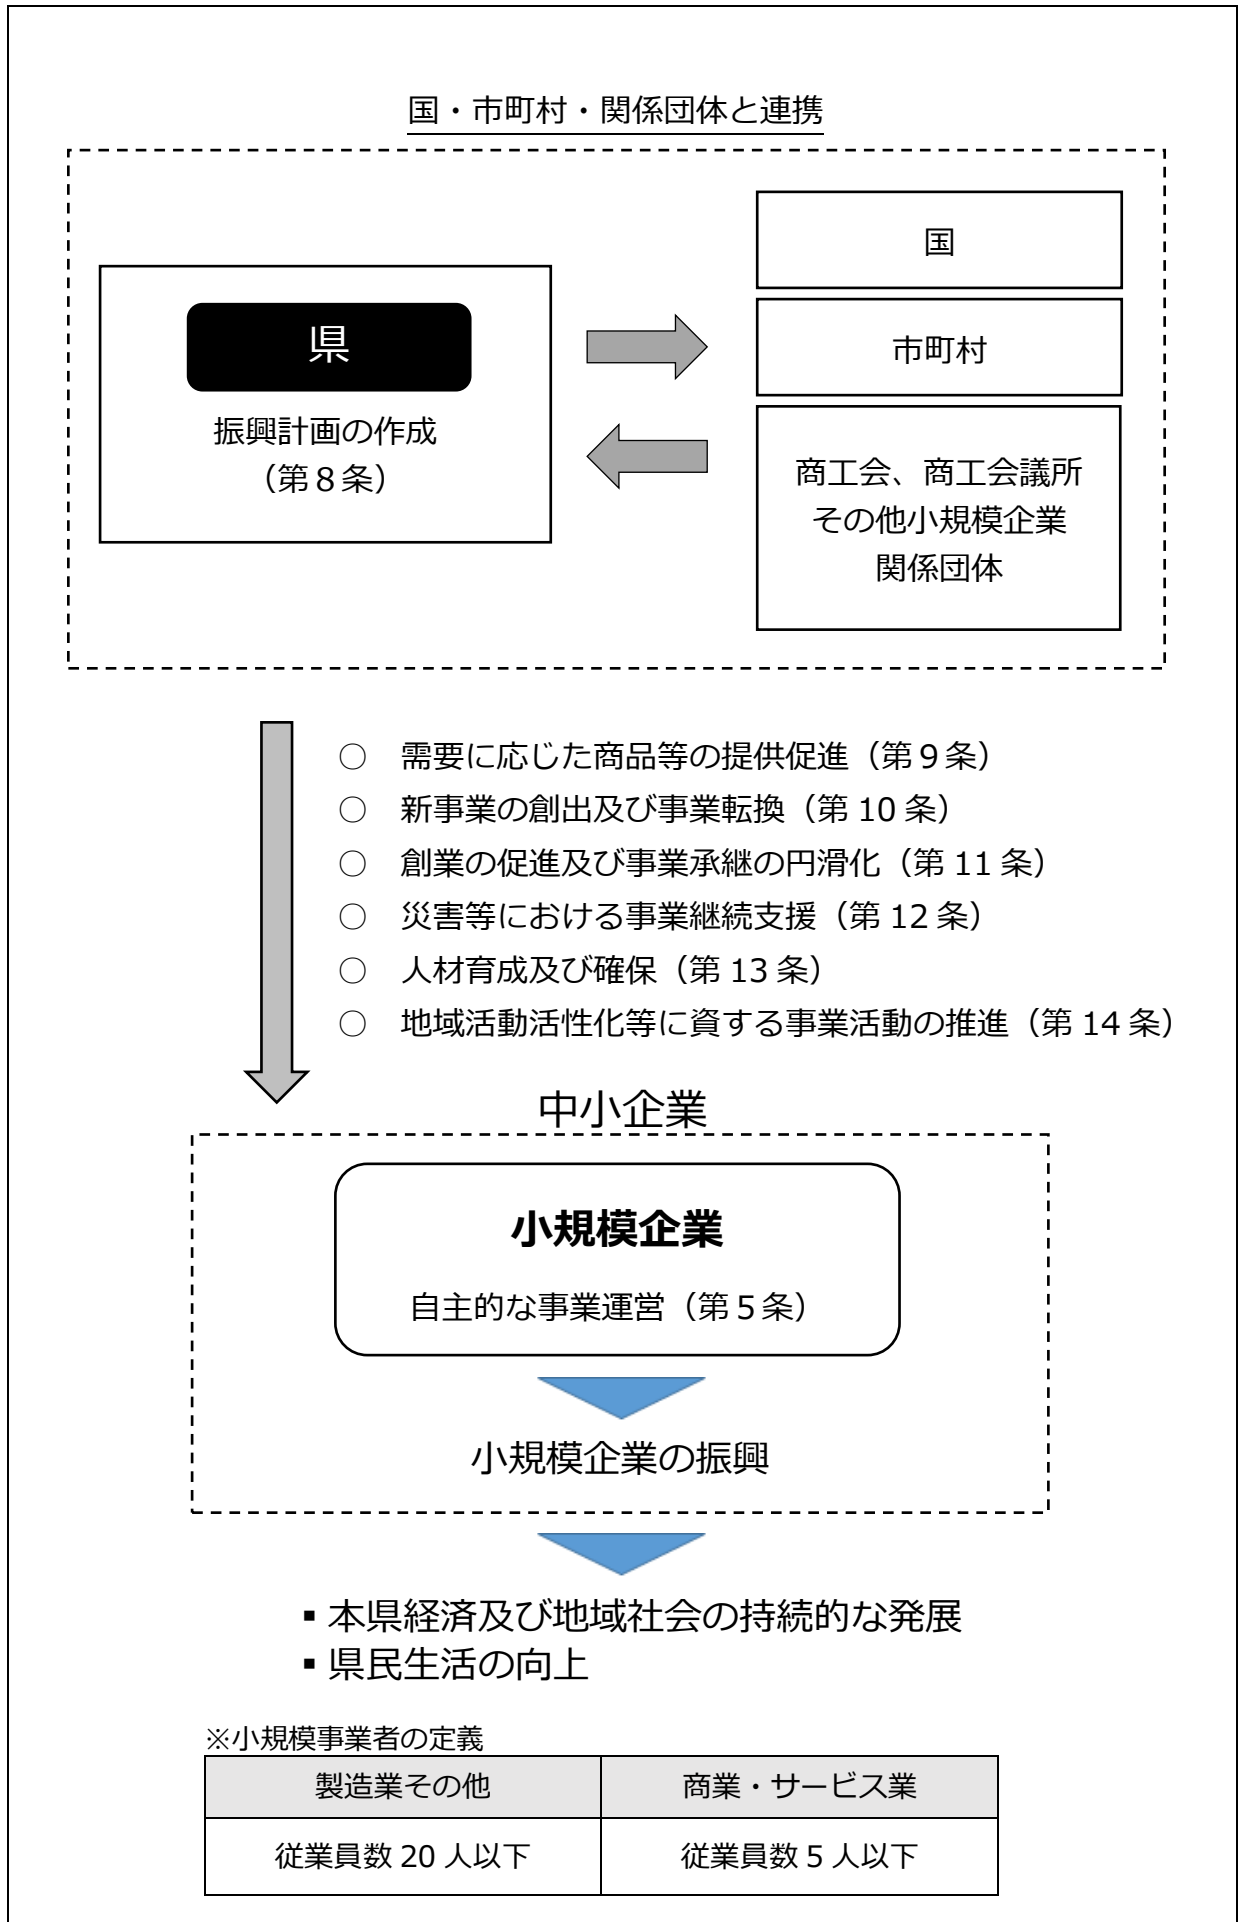 国・市町村・関係団体と連携
県
振興計画の作成
（第８条）
国
市町村
商工会、商工会議所
その他小規模企業
関係団体
○　需要に応じた商品等の提供促進（第９条）
○　新事業の創出及び事業転換（第 10 条）
○　創業の促進及び事業承継の円滑化（第 11 条）
○　災害等における事業継続支援（第 12 条）
○　人材育成及び確保（第 13 条）
○　地域活動活性化等に資する事業活動の推進（第 14 条）
中小企業
小規模企業
自主的な事業運営（第５条）
小規模企業の振興
▪ 本県経済及び地域社会の持続的な発展
▪ 県民生活の向上
※小規模事業者の定義
製造業その他　商業・サービス業
従業員数 20 人以下　従業員数 5 人以下